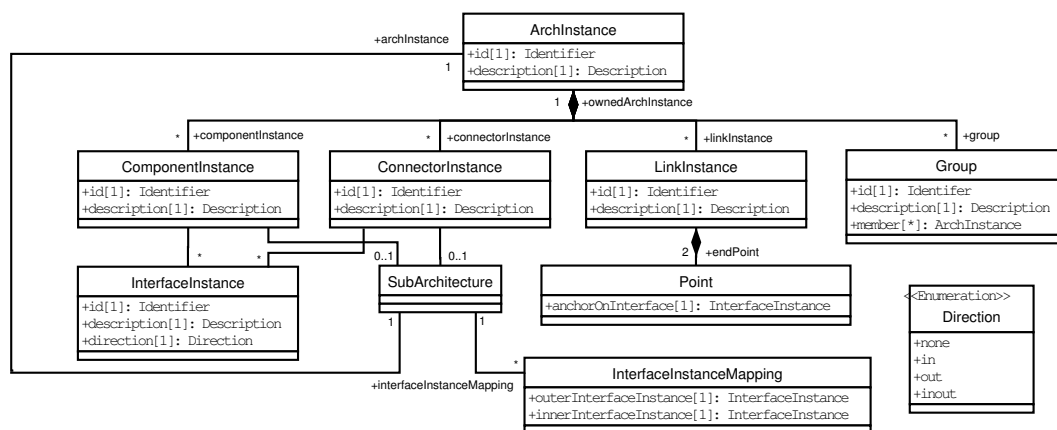 ArchInstance
+archInstance
+id[1]: Identifier
1
+description[1]: Description
1
+ownedArchInstance
*
+componentInstance
*
+connectorInstance
*
+linkInstance
*
+group
ComponentInstance
+id[1]: Identifier
+description[1]: Description
ConnectorInstance
+id[1]: Identifier
+description[1]: Description
LinkInstance
+id[1]: Identifier
+description[1]: Description
Group
+id[1]: Identifer
+description[1]: Description
+member[*]: ArchInstance
*
*
0..1
0..1
2
+endPoint
InterfaceInstance
+id[1]: Identifier
+description[1]: Description
+direction[1]: Direction
SubArchitecture
1
1
Point
+anchorOnInterface[1]: InterfaceInstance
<<Enumeration>>
Direction
+none
+in
+out
+inout
*
+interfaceInstanceMapping
InterfaceInstanceMapping
+outerInterfaceInstance[1]: InterfaceInstance
+innerInterfaceInstance[1]: InterfaceInstance